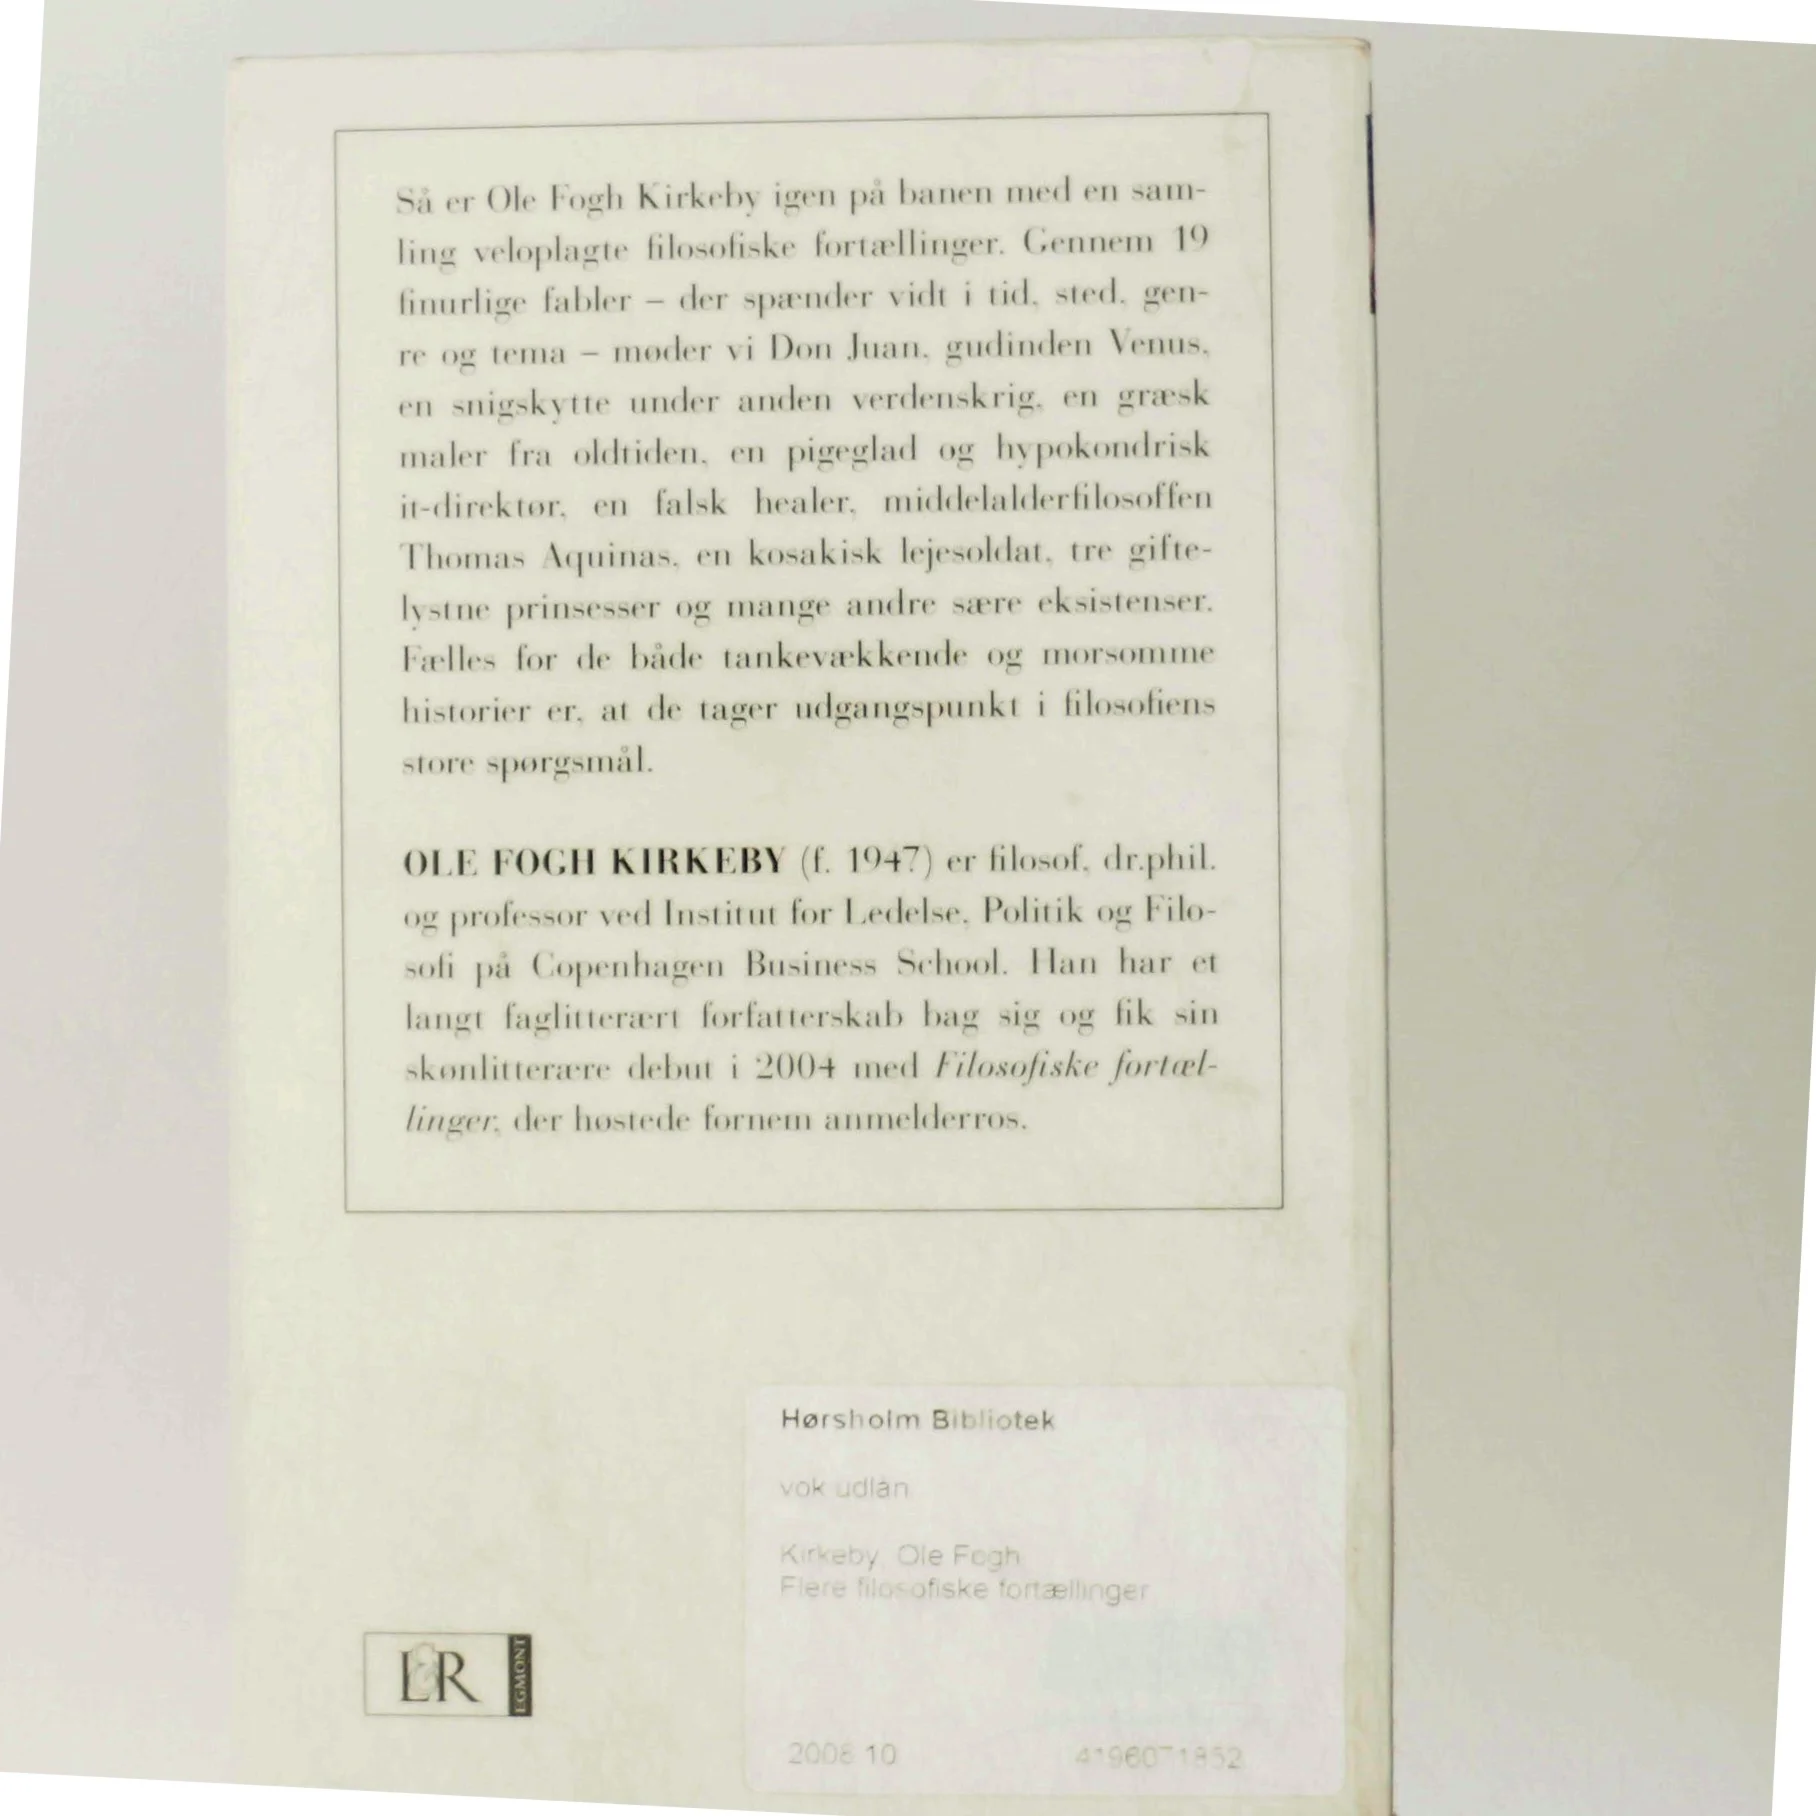 Så er Ole Fogh Kirkeby igen på banen med en sam-
ling veloplagte filosofiske fortællinger. Gennem 19
finurlige fabler – der spænder vidt i tid, sted, gen-
re og tema – møder vi Don Juan, gudinden Venus,
en snigskytte under anden verdenskrig, en græsk
maler fra oldtiden, en pigeglad og hypokondrisk
it-direktør, en falsk healer, middelalderfilosoffen
Thomas Aquinas, en kosakisk lejesoldat, tre gifte-
lystne prinsesser og mange andre sære eksistenser.
Fælles for de både tankevækkende og morsomme
historier er, at de tager udgangspunkt i filosofiens
store spørgsmål.
OLE FOGH KIRKEBY (f. 1947) er filosof, dr.phil.
og professor ved Institut for Ledelse, Politik og Filo-
sofi på Copenhagen Business School. Han har et
langt faglitterært forfatterskab bag sig og fik sin
skønlitterære debut i 2004 med Filosofiske fortæl-
linger, der høstede fornem anmelderros.
Hørsholm Bibliotek
vok udlån
Kirkeby, Ole Fogh
Flere filosofiske fortællinger
2008 10 4196071852
L&R
EGMONT